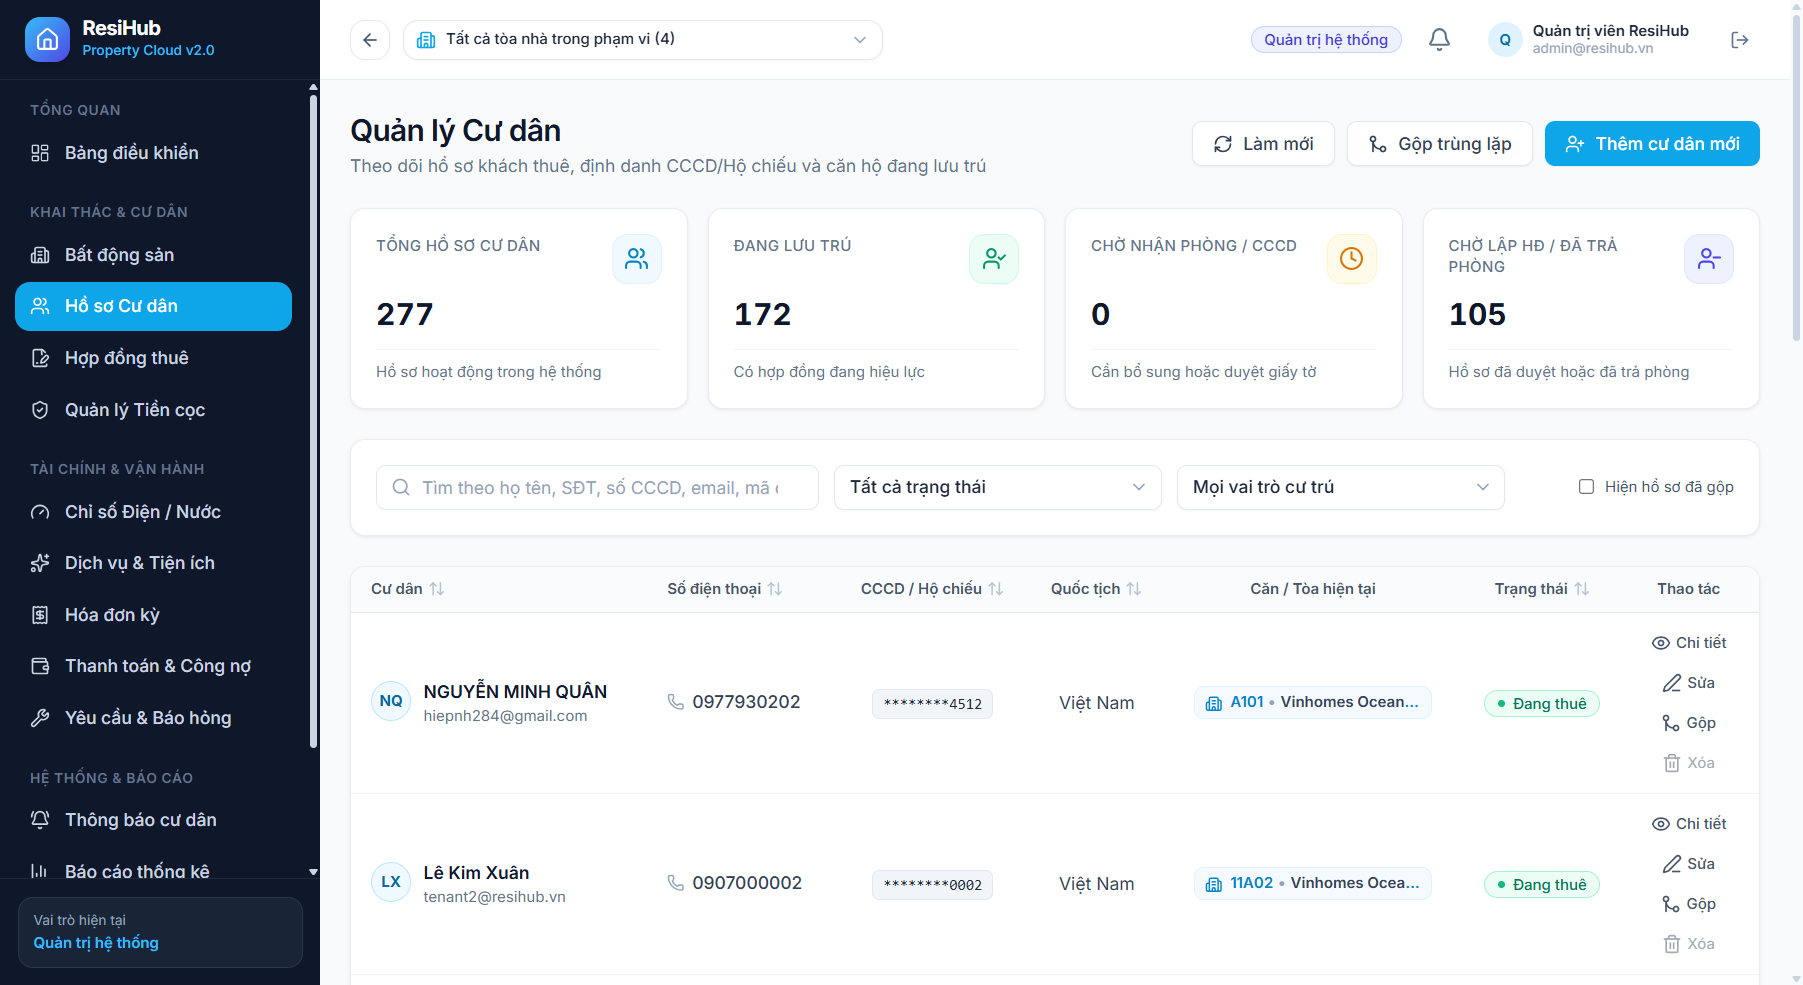 ResiHub
Property Cloud v2.0
TỔNG QUAN
Bảng điều khiển
KHAI THÁC & CƯ DÂN
Bất động sản
Hồ sơ Cư dân
Hợp đồng thuê
Quản lý Tiền cọc
TÀI CHÍNH & VẬN HÀNH
Chỉ số Điện / Nước
Dịch vụ & Tiện ích
Hóa đơn kỳ
Thanh toán & Công nợ
Yêu cầu & Báo hỏng
HỆ THỐNG & BÁO CÁO
Thông báo cư dân
Báo cáo thống kê
Vai trò hiện tại
Quản trị hệ thống
Tất cả tòa nhà trong phạm vi (4)
Quản trị hệ thống
Q
Quản trị viên ResiHub
admin@resihub.vn
Quản lý Cư dân
Theo dõi hồ sơ khách thuê, định danh CCCD/Hộ chiếu và căn hộ đang lưu trú
Làm mới
Gộp trùng lặp
Thêm cư dân mới
TỔNG HỒ SƠ CƯ DÂN
277
Hồ sơ hoạt động trong hệ thống
ĐANG LƯU TRÚ
172
Có hợp đồng đang hiệu lực
CHỜ NHẬN PHÒNG / CCCD
0
Cần bổ sung hoặc duyệt giấy tờ
CHỜ LẬP HĐ / ĐÃ TRẢ
PHÒNG
105
Hồ sơ đã duyệt hoặc đã trả phòng
Tìm theo họ tên, SĐT, số CCCD, email, mã
Tất cả trạng thái
Mọi vai trò cư trú
Hiện hồ sơ đã gộp
Cư dân Số điện thoại CCCD / Hộ chiếu Quốc tịch Căn / Tòa hiện tại Trạng thái Thao tác
NQ
NGUYỄN MINH QUÂN
hiepnh284@gmail.com
0977930202
********4512
Việt Nam
A101 • Vinhomes Ocean...
Đang thuê
Chi tiết
Sửa
Gộp
Xóa
LX
Lê Kim Xuân
tenant2@resihub.vn
0907000002
********0002
Việt Nam
11A02 • Vinhomes Ocea...
Đang thuê
Chi tiết
Sửa
Gộp
Xóa